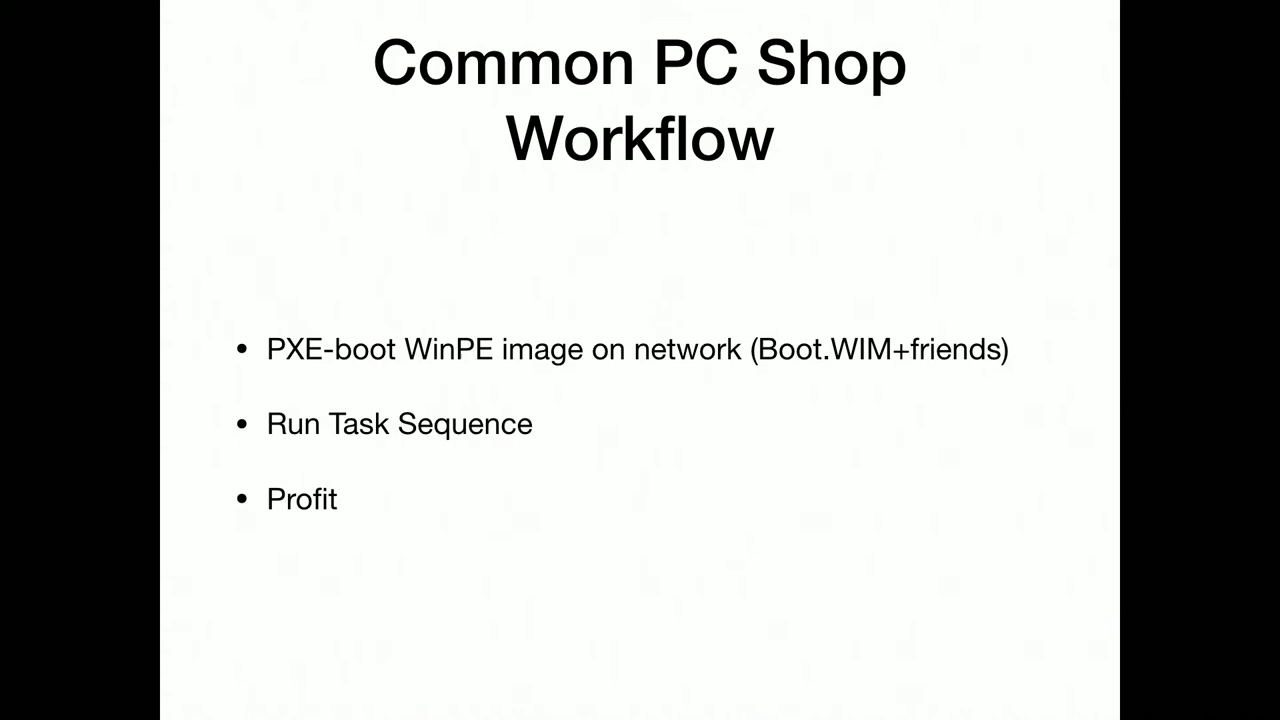 Common PC Shop
Workflow
• PXE-boot WinPE image on network (Boot.WIM+friends)
• Run Task Sequence
• Profit